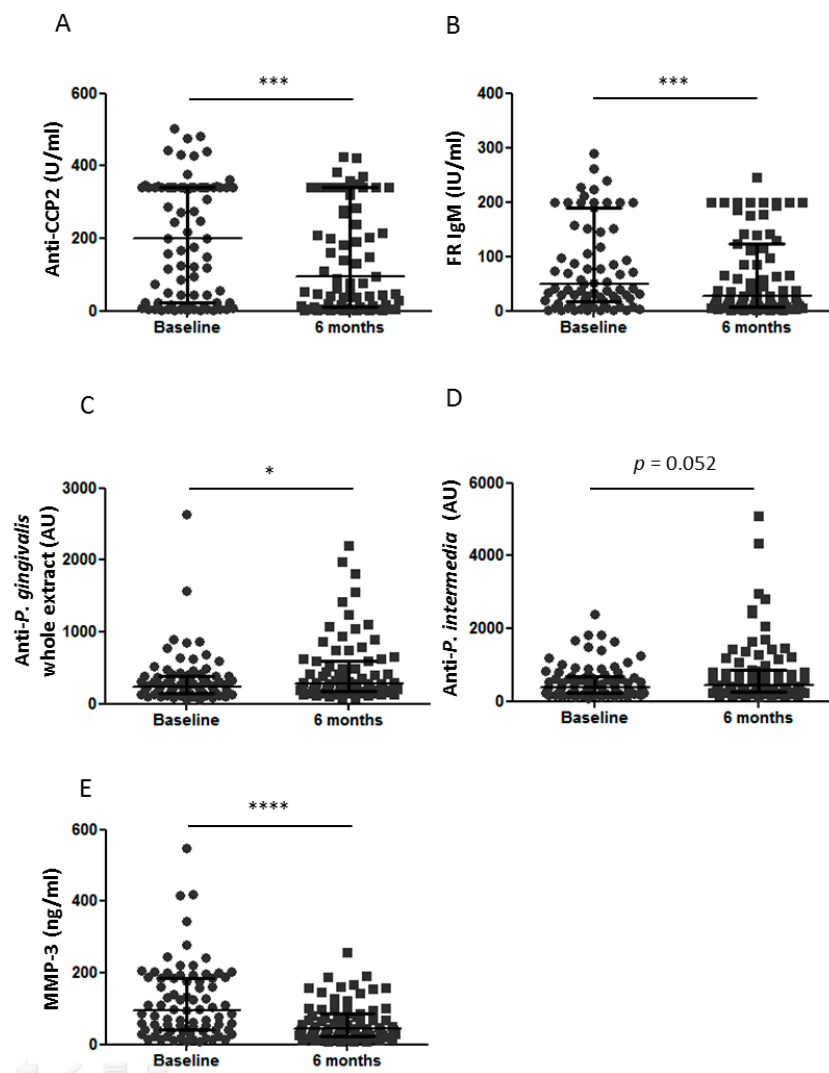 A
B
***
***
600
400
200
0
Anti-CCP2 (U/ml)
Baseline
6 months
400
300
200
100
0
FR IgM (IU/ml)
Baseline
6 months
C
D
*
p = 0.052
3000
2000
1000
0
Anti-P. gingivalis
whole extract (AU)
Baseline
6 months
6000
4000
2000
0
Anti-P. intermedia (AU)
Baseline
6 months
E
****
600
400
200
0
MMP-3 (ng/ml)
Baseline
6 months